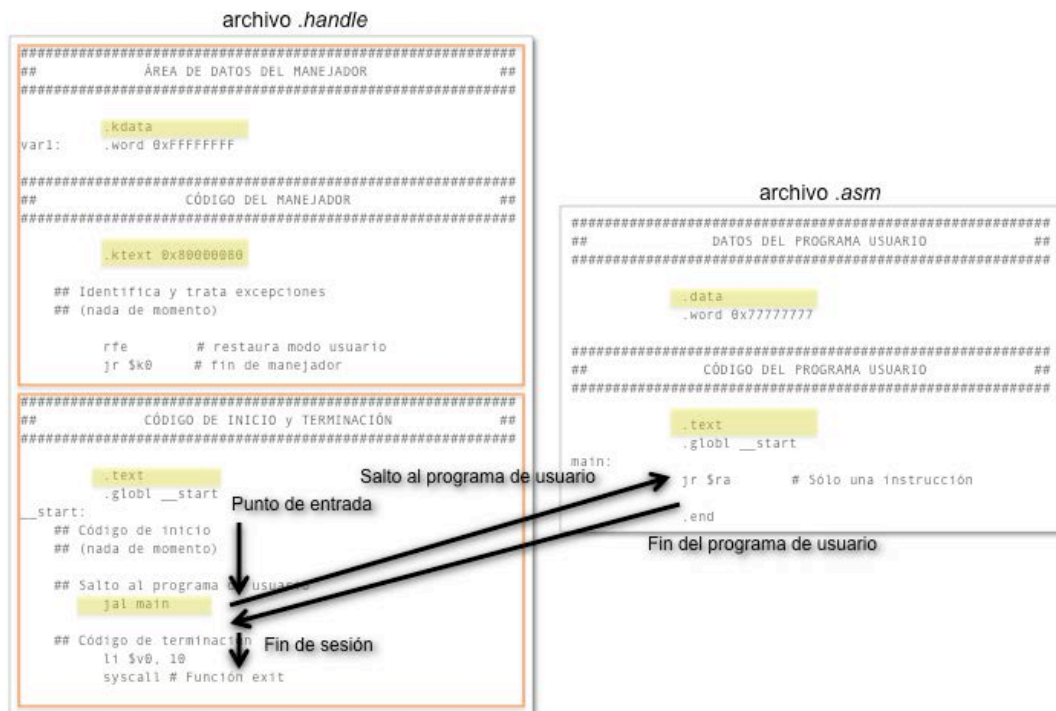 archivo .handle
############################################################
## ÁREA DE DATOS DEL MANEJADOR ##
############################################################
.kdata
var1: .word 0xFFFFFFFF
############################################################
## CÓDIGO DEL MANEJADOR ##
############################################################
.ktext 0x80000080
## Identifica y trata excepciones
## (nada de momento)
rfe # restaura modo usuario
jr $k0 # fin de manejador
############################################################
## CÓDIGO DE INICIO y TERMINACIÓN ##
############################################################
.text
.globl __start
__start:
## Código de inicio
## (nada de momento)
## Salto al programa de usuario
jal main
## Código de terminación
li $v0, 10
syscall # Función exit
Punto de entrada
Salto al programa de usuario
Fin de sesión
archivo .asm
##########################################################
## DATOS DEL PROGRAMA USUARIO ##
##########################################################
.data
.word 0x77777777
##########################################################
## CÓDIGO DEL PROGRAMA USUARIO ##
##########################################################
.text
.globl __start
main:
jr $ra # Sólo una instrucción
.end
Fin del programa de usuario